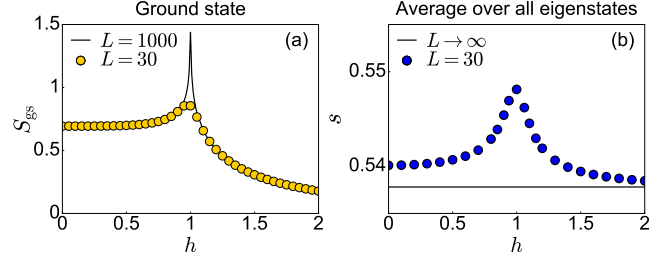 Ground state
Average over all eigenstates
1.5
1
0.5
0
S_gs
L = 1000
L = 30
(a)
0
0.5
1
1.5
2
h
0.55
0.54
s
L → ∞
L = 30
(b)
0
0.5
1
1.5
2
h